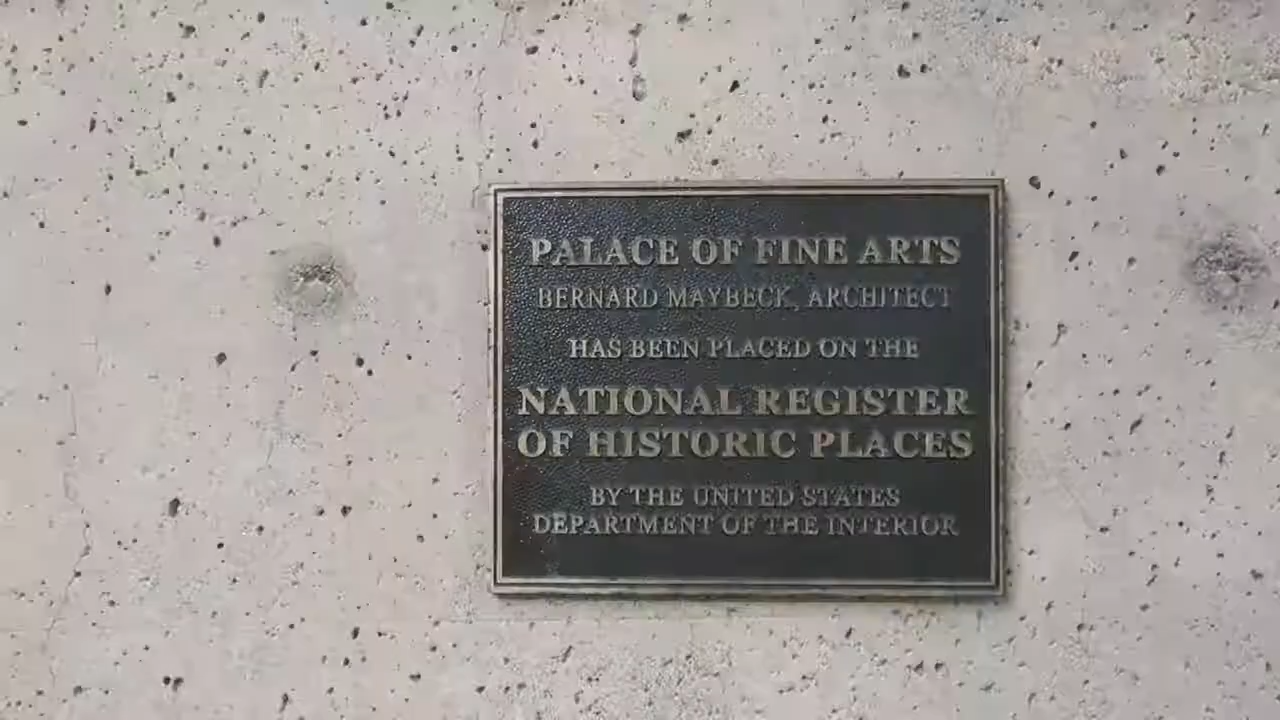 PALACE OF FINE ARTS
BERNARD MAYBECK, ARCHITECT
HAS BEEN PLACED ON THE
NATIONAL REGISTER
OF HISTORIC PLACES
BY THE UNITED STATES
DEPARTMENT OF THE INTERIOR